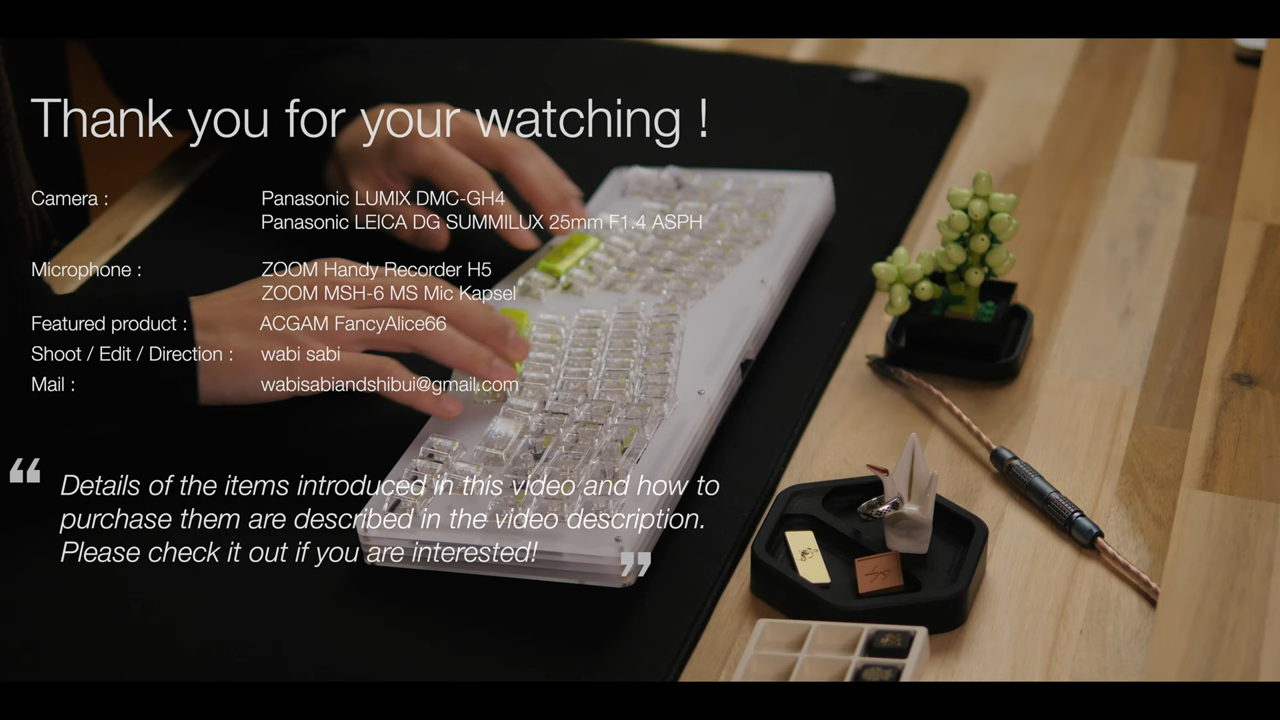 Thank you for your watching !
Camera : Panasonic LUMIX DMC-GH4
Panasonic LEICA DG SUMMILUX 25mm F1.4 ASPH
Microphone : ZOOM Handy Recorder H5
ZOOM MSH-6 MS Mic Kapsel
Featured product : ACGAM FancyAlice66
Shoot / Edit / Direction : wabi sabi
Mail : wabisabiandshibui@gmail.com
“ Details of the items introduced in this video and how to
purchase them are described in the video description.
Please check it out if you are interested! ”